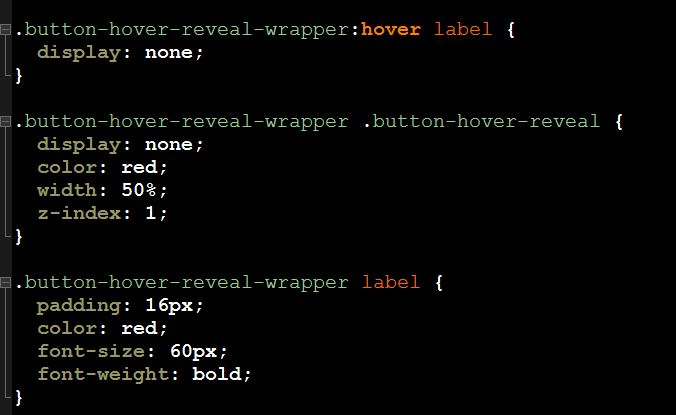 .button-hover-reveal-wrapper:hover label {
display: none;
}
.button-hover-reveal-wrapper .button-hover-reveal {
display: none;
color: red;
width: 50%;
z-index: 1;
}
.button-hover-reveal-wrapper label {
padding: 16px;
color: red;
font-size: 60px;
font-weight: bold;
}